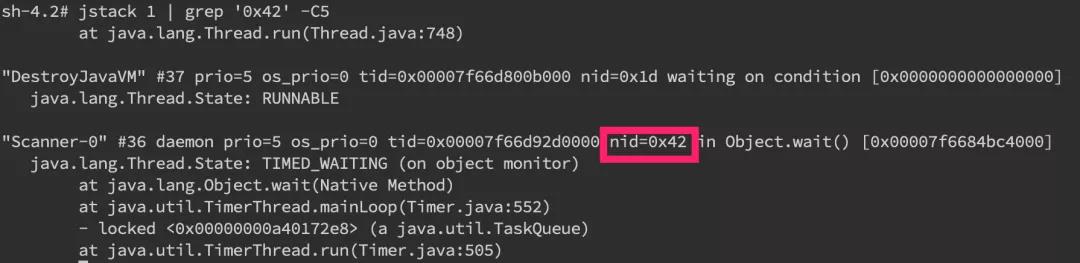 sh-4.2# jstack 1 | grep '0x42' -C5
at java.lang.Thread.run(Thread.java:748)
"DestroyJavaVM" #37 prio=5 os_prio=0 tid=0x00007f66d800b000 nid=0x1d waiting on condition [0x0000000000000000]
java.lang.Thread.State: RUNNABLE
"Scanner-0" #36 daemon prio=5 os_prio=0 tid=0x00007f66d92d0000 nid=0x42 in Object.wait() [0x00007f6684bc4000]
java.lang.Thread.State: TIMED_WAITING (on object monitor)
at java.lang.Object.wait(Native Method)
at java.util.TimerThread.mainLoop(Timer.java:552)
- locked <0x00000000a40172e8> (a java.util.TaskQueue)
at java.util.TimerThread.run(Timer.java:505)